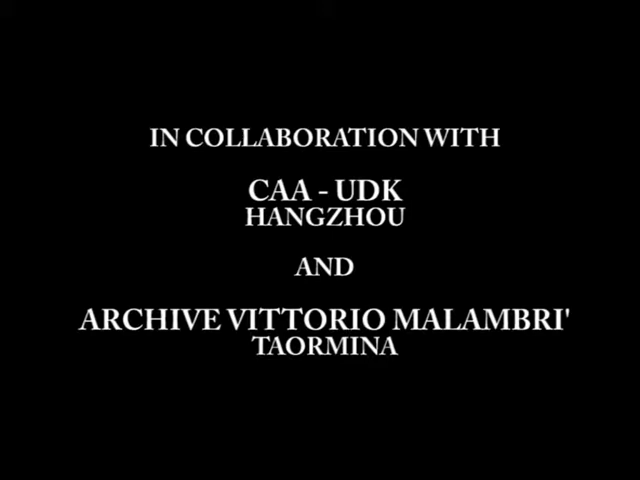 IN COLLABORATION WITH
CAA - UDK
HANGZHOU
AND
ARCHIVE VITTORIO MALAMBRI'
TAORMINA